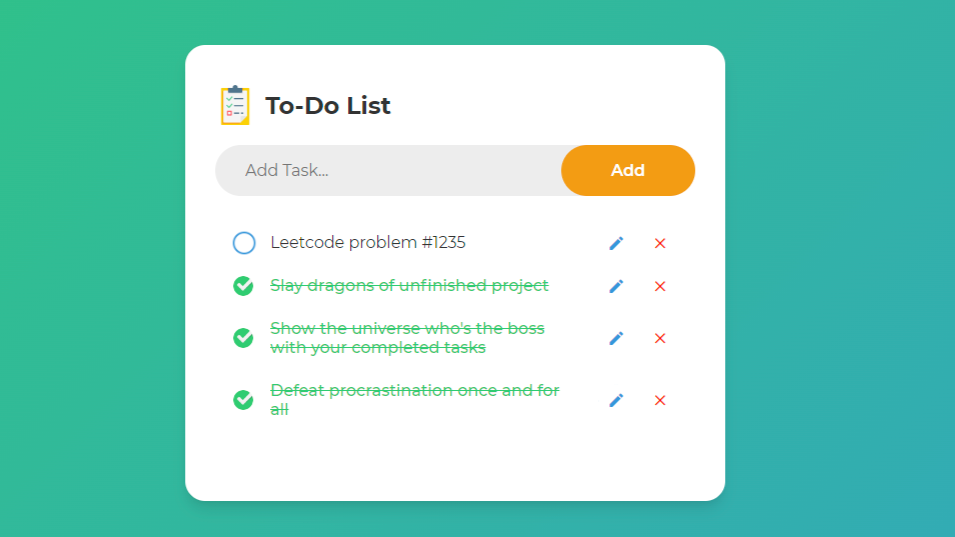 To-Do List
Add Task...
Add
Leetcode problem #1235
Slay dragons of unfinished project
Show the universe who's the boss
with your completed tasks
Defeat procrastination once and for
all